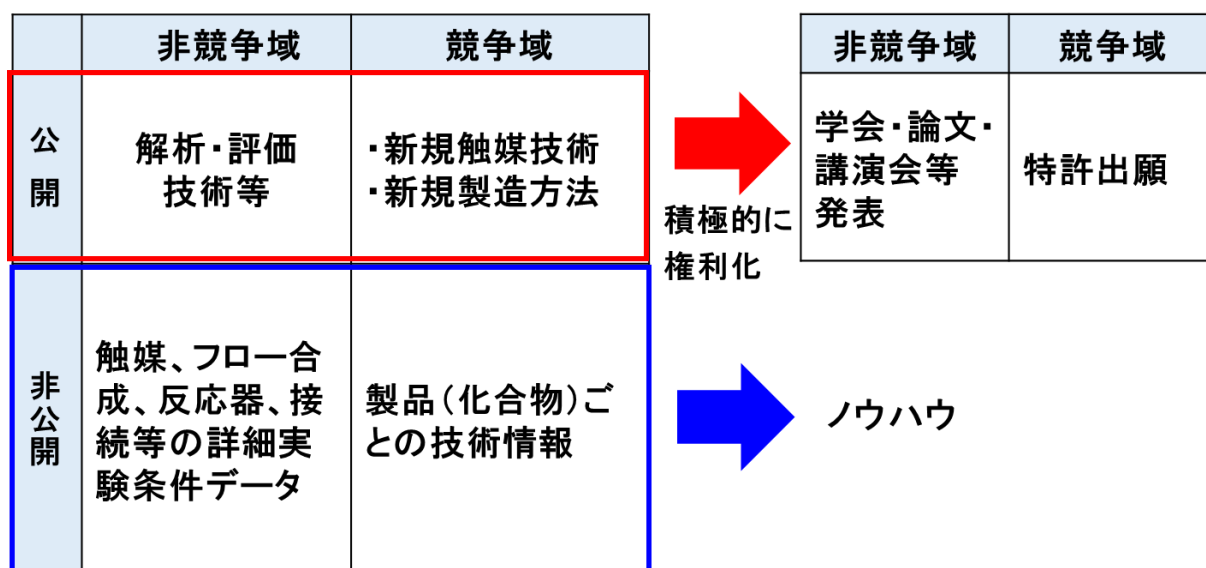 非競争域 競争域
公
開
解析・評価
技術等
・新規触媒技術
・新規製造方法
非
公
開
触媒、フロー合
成、反応器、接
続等の詳細実
験条件データ
製品（化合物）ご
との技術情報
積極的に
権利化
非競争域 競争域
学会・論文・
講演会等
発表
特許出願
ノウハウ